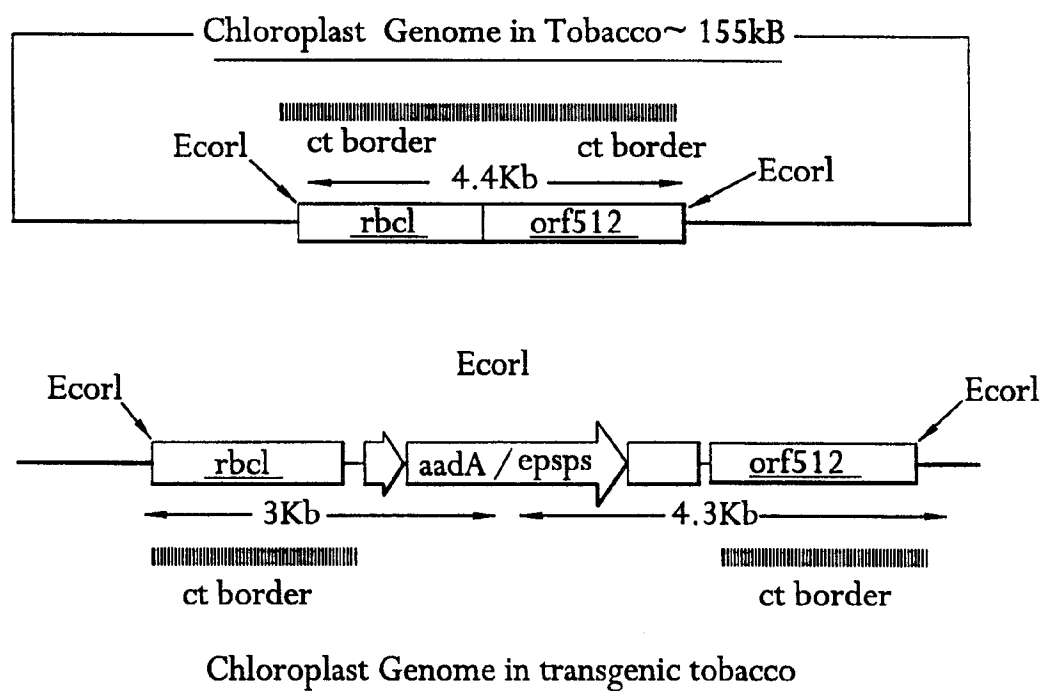 Chloroplast Genome in Tobacco~ 155kB
ct border ct border
Ecorl Ecorl
4.4Kb
rbcl orf512
Ecorl
Ecorl Ecorl
rbcl aadA / epsps orf512
3Kb 4.3Kb
ct border ct border
Chloroplast Genome in transgenic tobacco